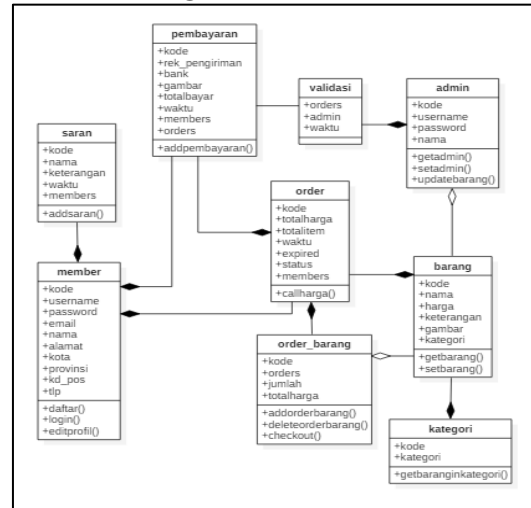 pembayaran
+kode
+rek_pengiriman
+bank
+gambar
+totalbayar
+waktu
+members
+orders
+addpembayaran()
validasi
+orders
+admin
+waktu
admin
+kode
+username
+password
+nama
+getadmin()
+setadmin()
+updatebarang()
saran
+kode
+nama
+keterangan
+waktu
+members
+addsaran()
order
+kode
+totalharga
+totalitem
+waktu
+expired
+status
+members
+callharga()
member
+kode
+username
+password
+email
+nama
+alamat
+kota
+provinsi
+kd_pos
+tlp
+daftar()
+login()
+editprofil()
barang
+kode
+nama
+harga
+keterangan
+gambar
+kategori
+getbarang()
+setbarang()
order_barang
+kode
+orders
+jumlah
+totalharga
+addorderbarang()
+deleteorderbarang()
+checkout()
kategori
+kode
+kategori
+getbaranginkategori()